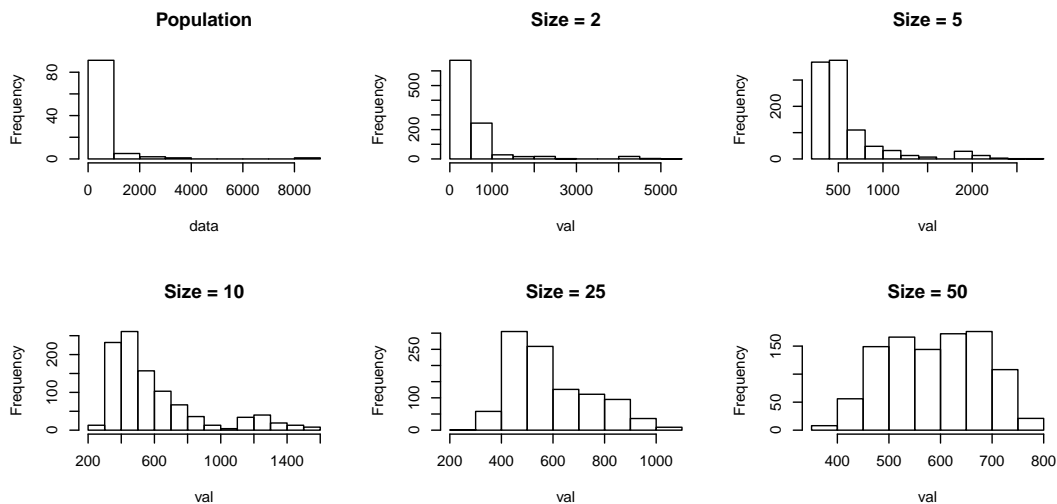 Population
Frequency
0 40 80
0 2000 4000 6000 8000
data
Size = 2
Frequency
0 200 500
0 1000 3000 5000
val
Size = 5
Frequency
0 200
500 1000 2000
val
Size = 10
Frequency
0 100 200
200 600 1000 1400
val
Size = 25
Frequency
0 100 250
200 400 600 800 1000
val
Size = 50
Frequency
0 50 150
400 500 600 700 800
val